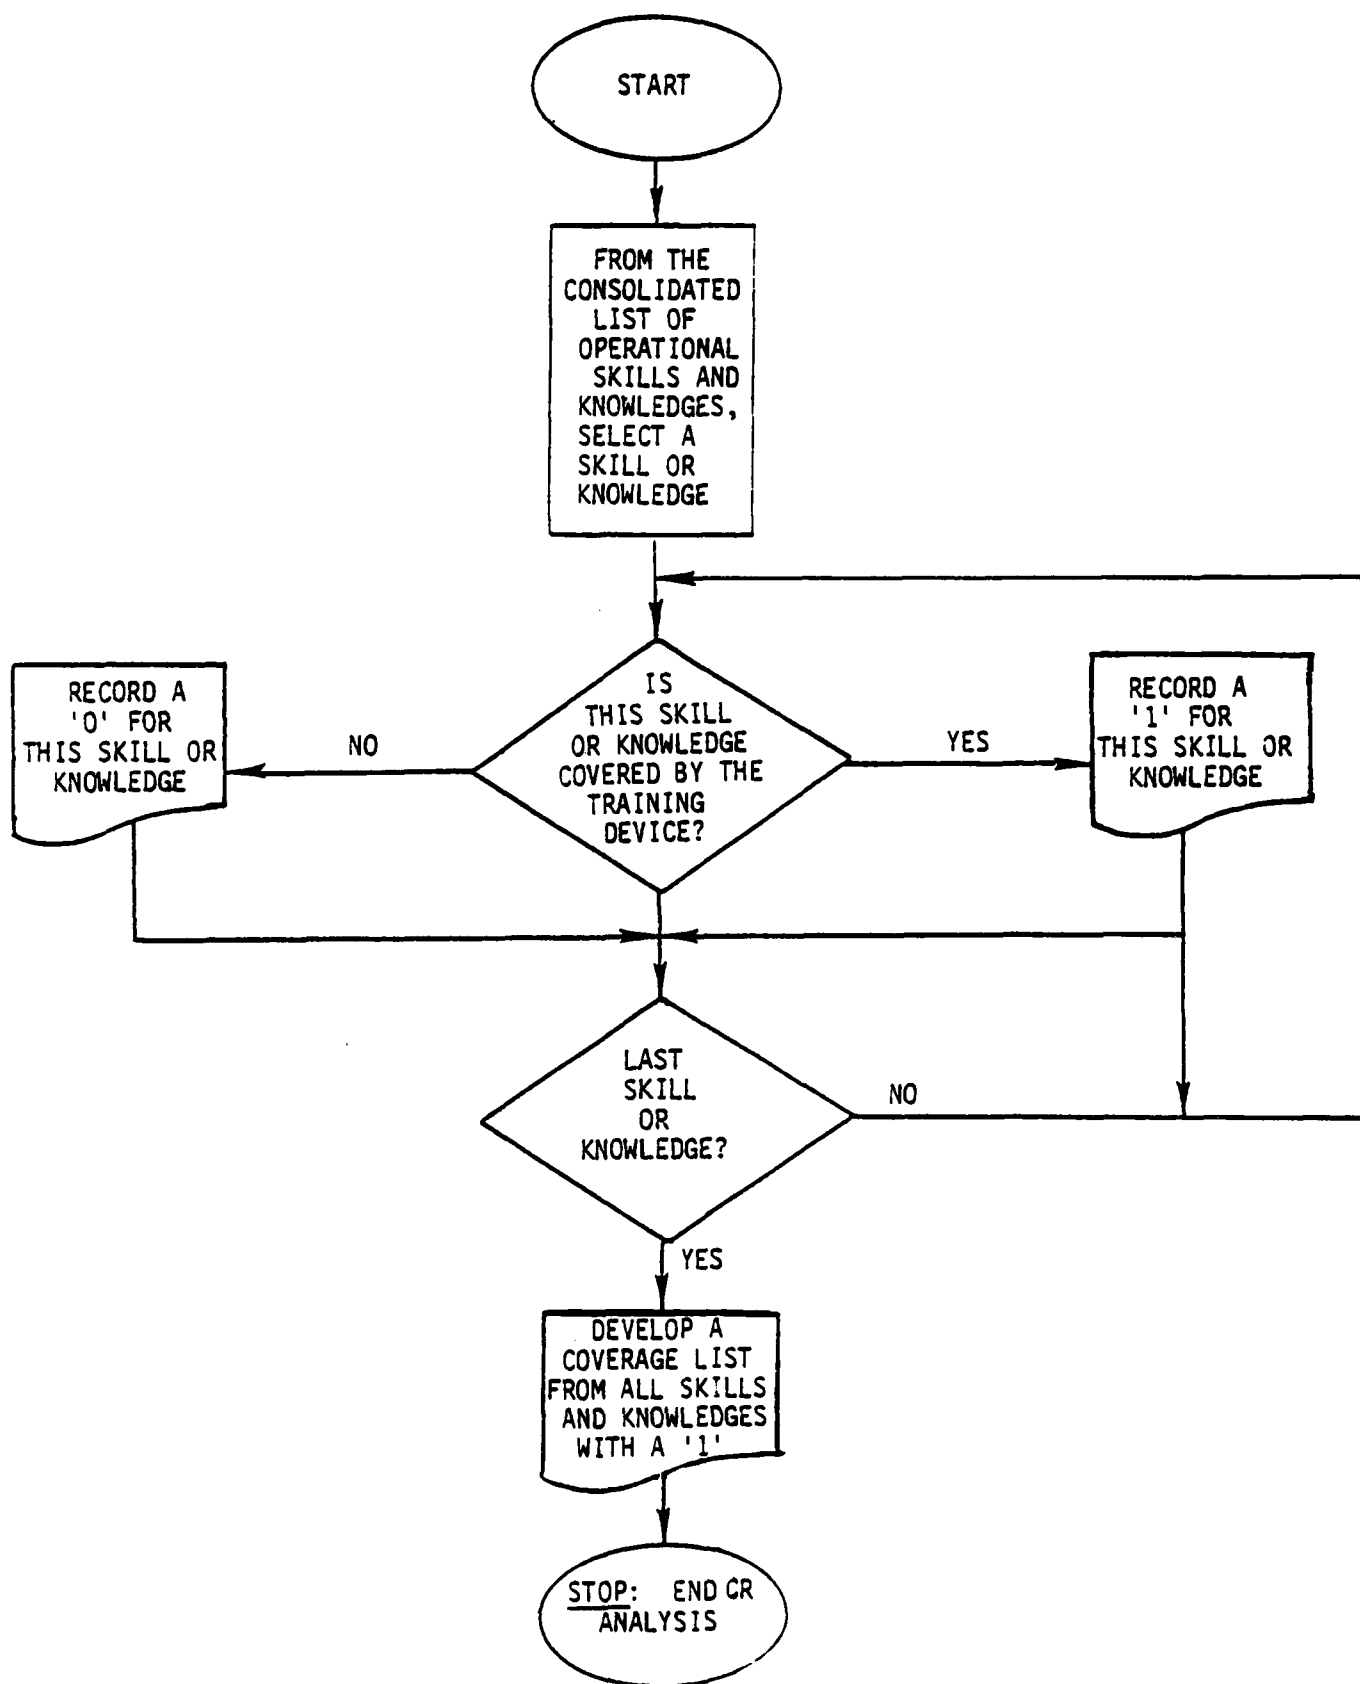 START
FROM THE
CONSOLIDATED
LIST OF
OPERATIONAL
SKILLS AND
KNOWLEDGES,
SELECT A
SKILL OR
KNOWLEDGE
RECORD A
'0' FOR
THIS SKILL OR
KNOWLEDGE
NO
IS
THIS SKILL
OR KNOWLEDGE
COVERED BY THE
TRAINING
DEVICE?
YES
RECORD A
'1' FOR
THIS SKILL OR
KNOWLEDGE
LAST
SKILL
OR
KNOWLEDGE?
NO
YES
DEVELOP A
COVERAGE LIST
FROM ALL SKILLS
AND KNOWLEDGES
WITH A '1'
STOP: END CR
ANALYSIS